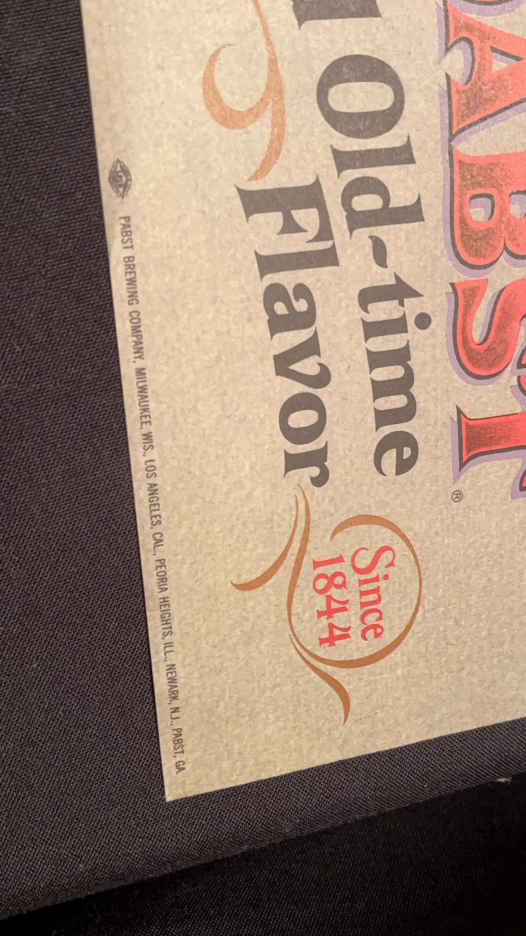 ABST®
Old-time
Flavor
Since
1844
PABST BREWING COMPANY, MILWAUKEE, WIS., LOS ANGELES, CAL., PEORIA HEIGHTS, ILL., NEWARK, N.J., PABST, GA